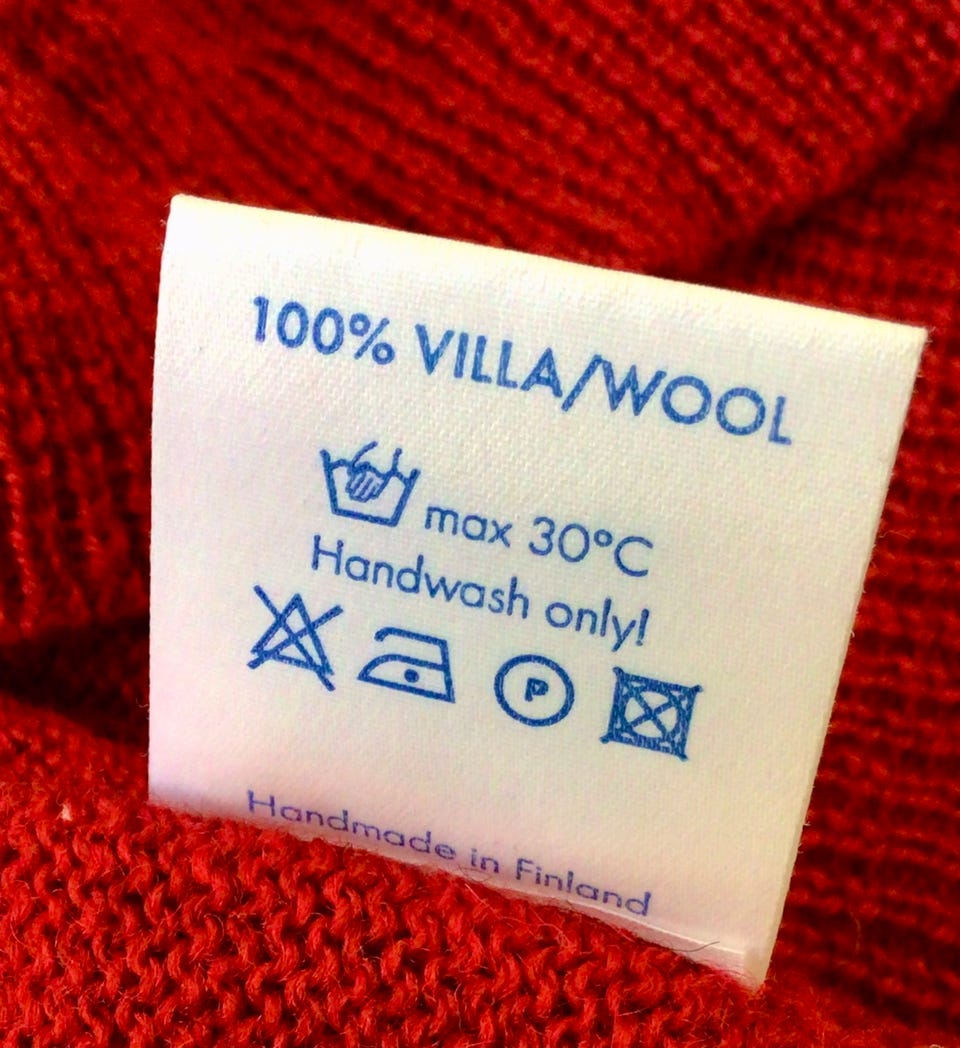 100% VILLA/WOOL
max 30°C
Handwash only!
P
Handmade in Finland